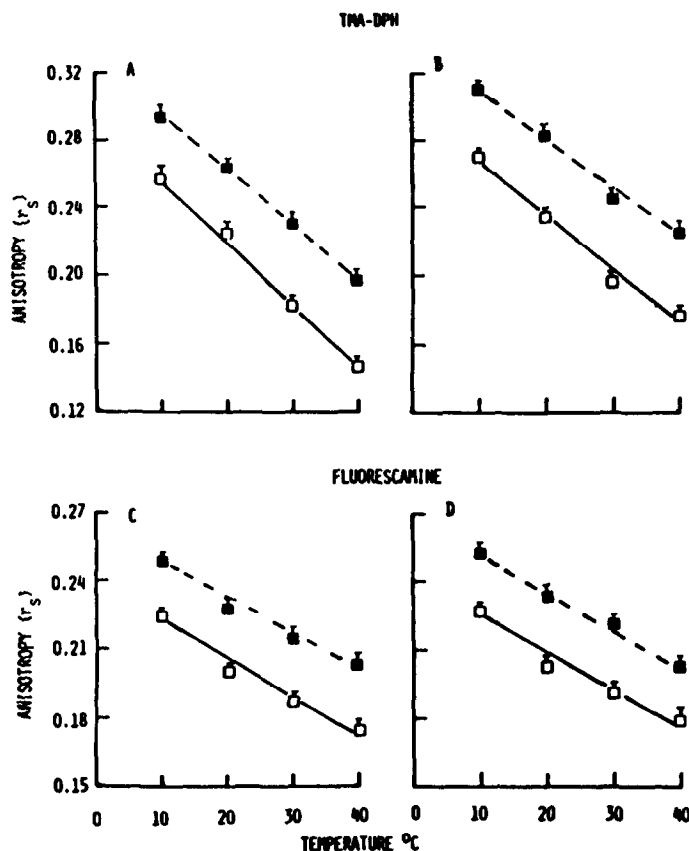 TMA-DPH
A
B
0.32
0.28
0.24
0.20
0.16
0.12
ANISOTROPY (rs)
FLUORESCAMINE
C
D
0.27
0.24
0.21
0.18
0.15
ANISOTROPY (rs)
0 10 20 30 40 0 10 20 30 40
TEMPERATURE °C